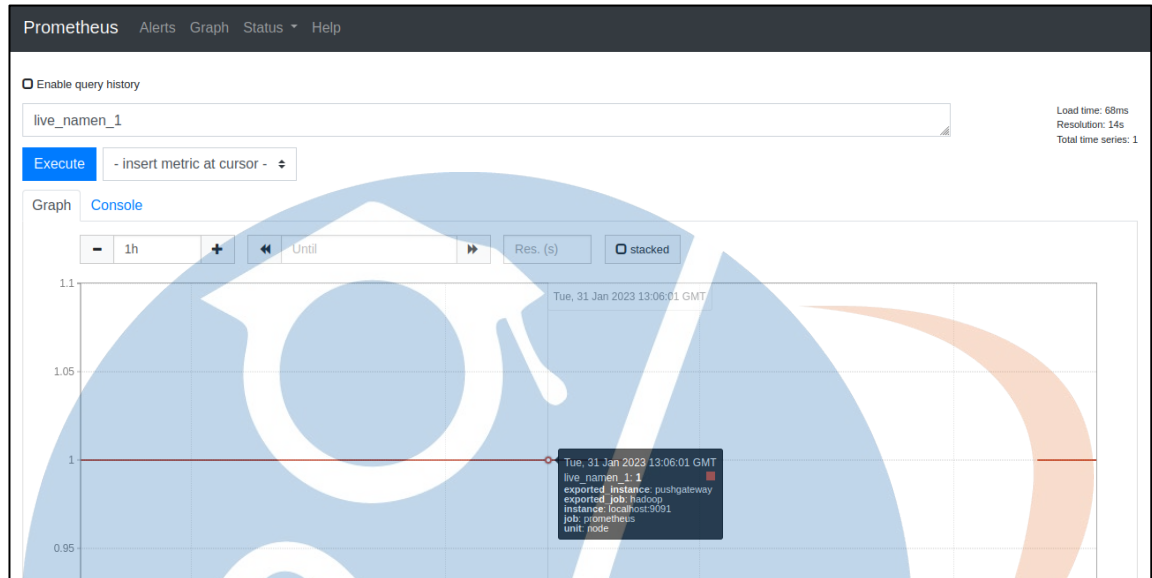 Prometheus Alerts Graph Status Help
Enable query history
live_namen_1
Load time: 68ms
Resolution: 14s
Total time series: 1
Execute - insert metric at cursor -
Graph Console
1h Until Res. (s) stacked
1.1
Tue, 31 Jan 2023 13:06:01 GMT
1.05
1
Tue, 31 Jan 2023 13:06:01 GMT
live_namen_1: 1
exported_instance: pushgateway
exported_job: hadoop
instance: localhost:9091
job: prometheus
unit: node
0.95